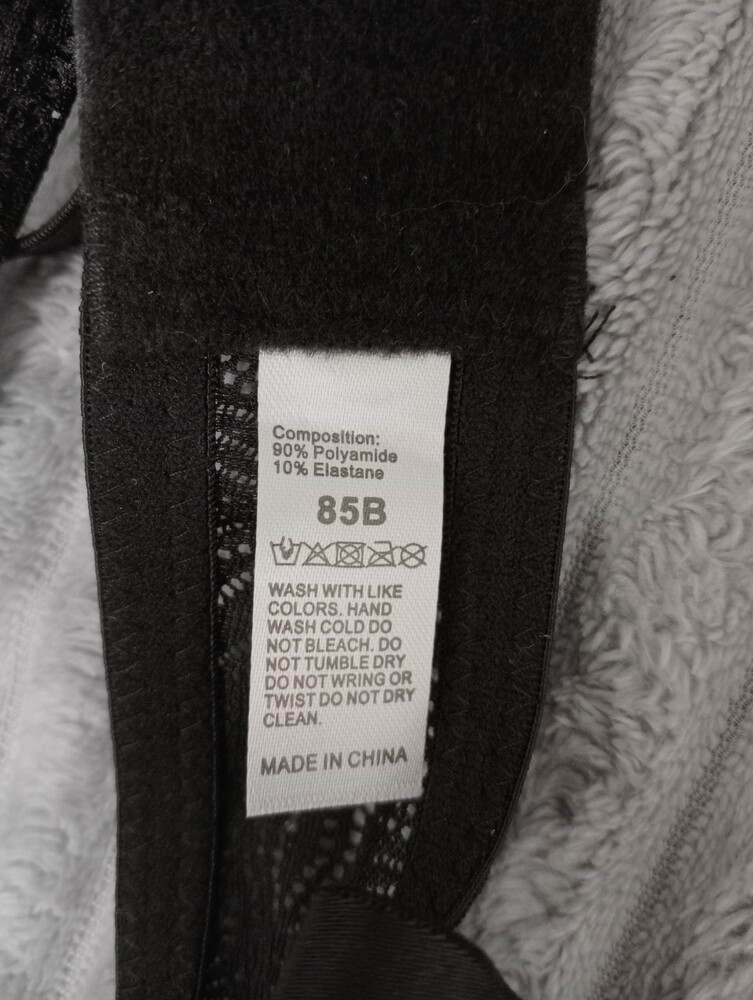 Composition:
90% Polyamide
10% Elastane
85B
WASH WITH LIKE
COLORS. HAND
WASH COLD DO
NOT BLEACH. DO
NOT TUMBLE DRY
DO NOT WRING OR
TWIST DO NOT DRY
CLEAN.
MADE IN CHINA